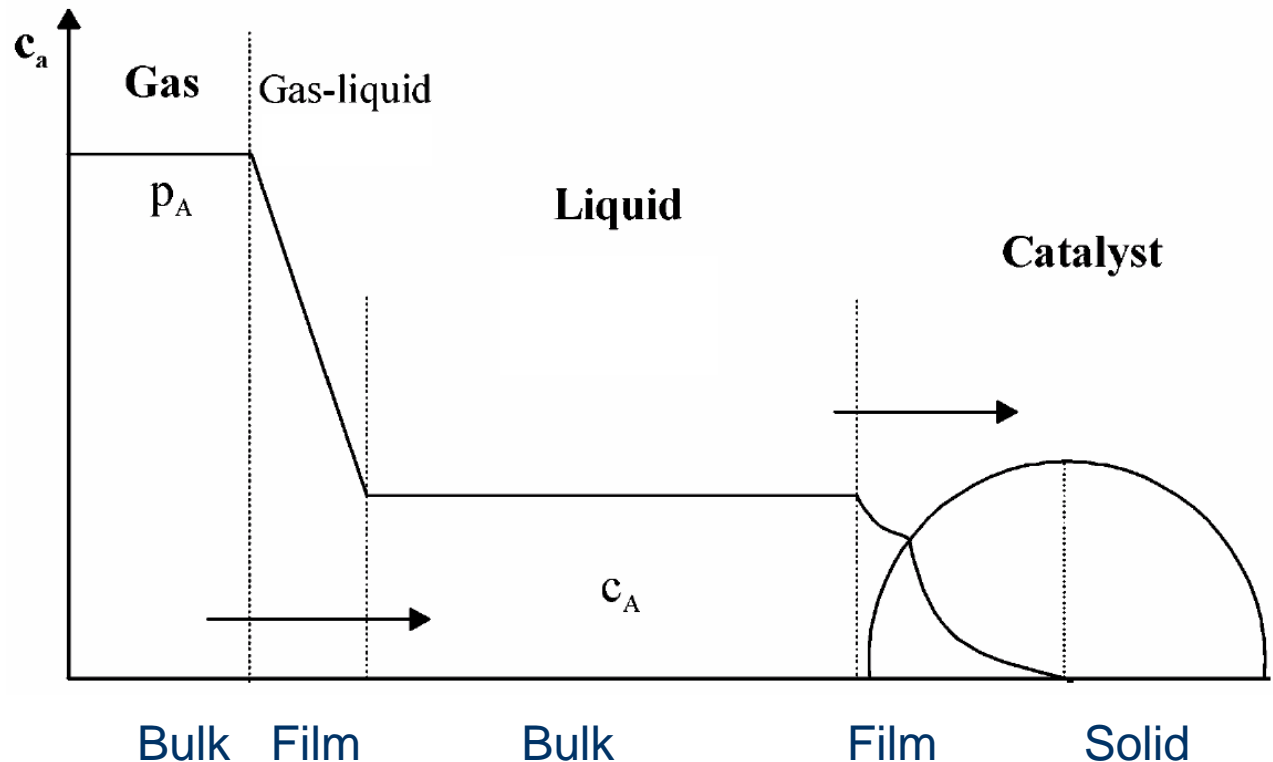 c_a
Gas
Gas-liquid
p_A
Liquid
Catalyst
c_A
Bulk Film Bulk Film Solid